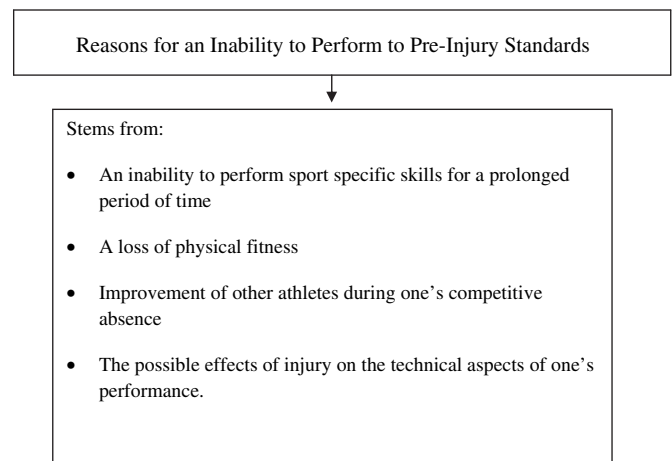 Reasons for an Inability to Perform to Pre-Injury Standards
Stems from:
• An inability to perform sport specific skills for a prolonged
period of time
• A loss of physical fitness
• Improvement of other athletes during one’s competitive
absence
• The possible effects of injury on the technical aspects of one’s
performance.